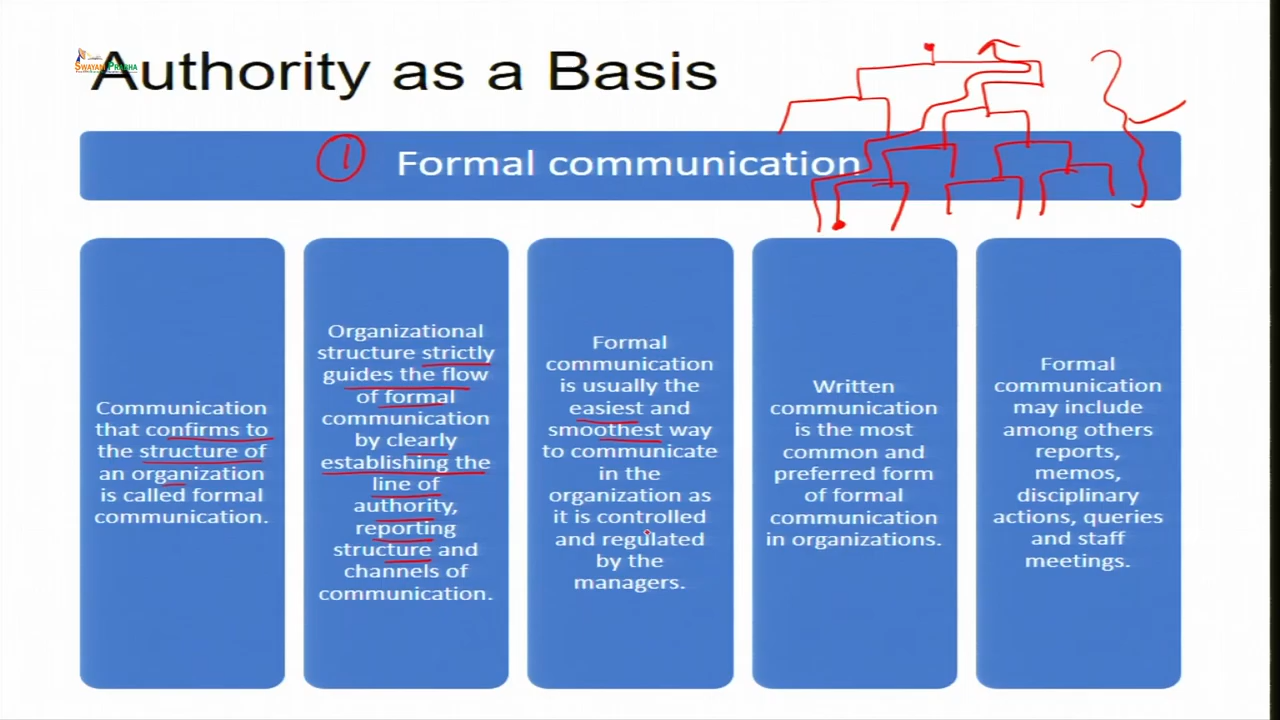 SWAYAM PRABHA
Authority as a Basis
1 Formal communication
Communication
that confirms to
the structure of
an organization
is called formal
communication.
Organizational
structure strictly
guides the flow
of formal
communication
by clearly
establishing the
line of
authority,
reporting
structure and
channels of
communication.
Formal
communication
is usually the
easiest and
smoothest way
to communicate
in the
organization as
it is controlled
and regulated
by the
managers.
Written
communication
is the most
common and
preferred form
of formal
communication
in organizations.
Formal
communication
may include
among others
reports,
memos,
disciplinary
actions, queries
and staff
meetings.